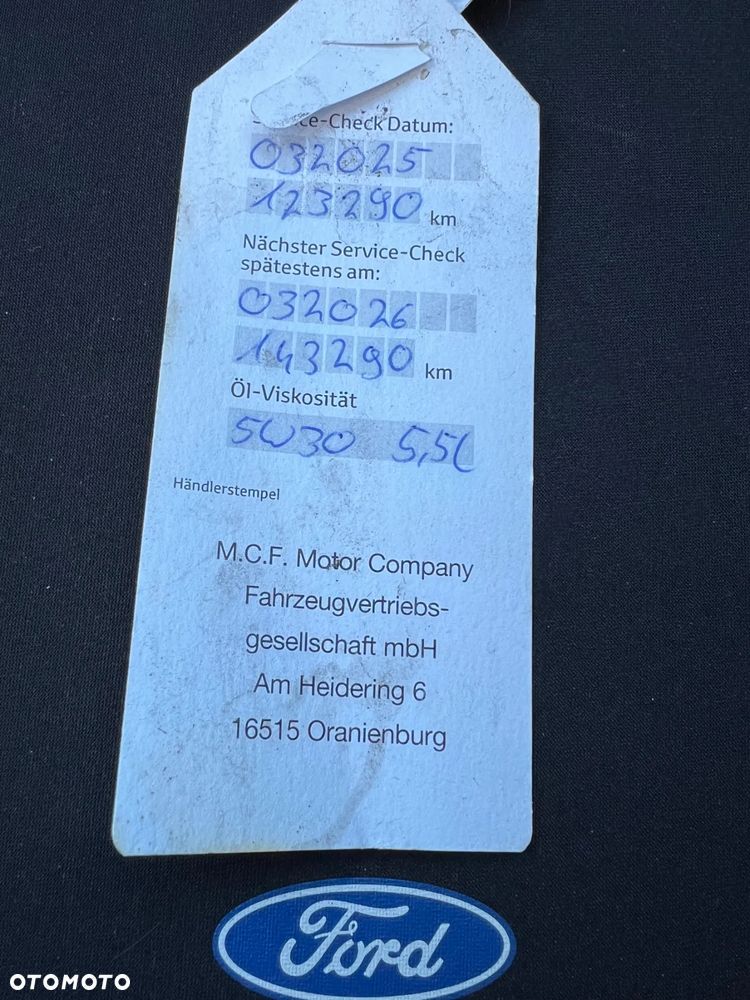 Service-Check Datum:
032025
123290 km
Nächster Service-Check
spätestens am:
032026
143290 km
Öl-Viskosität
5W30 5,5L
Händlerstempel
M.C.F. Motor Company
Fahrzeugvertriebs-
gesellschaft mbH
Am Heidering 6
16515 Oranienburg
Ford
OTOMOTO